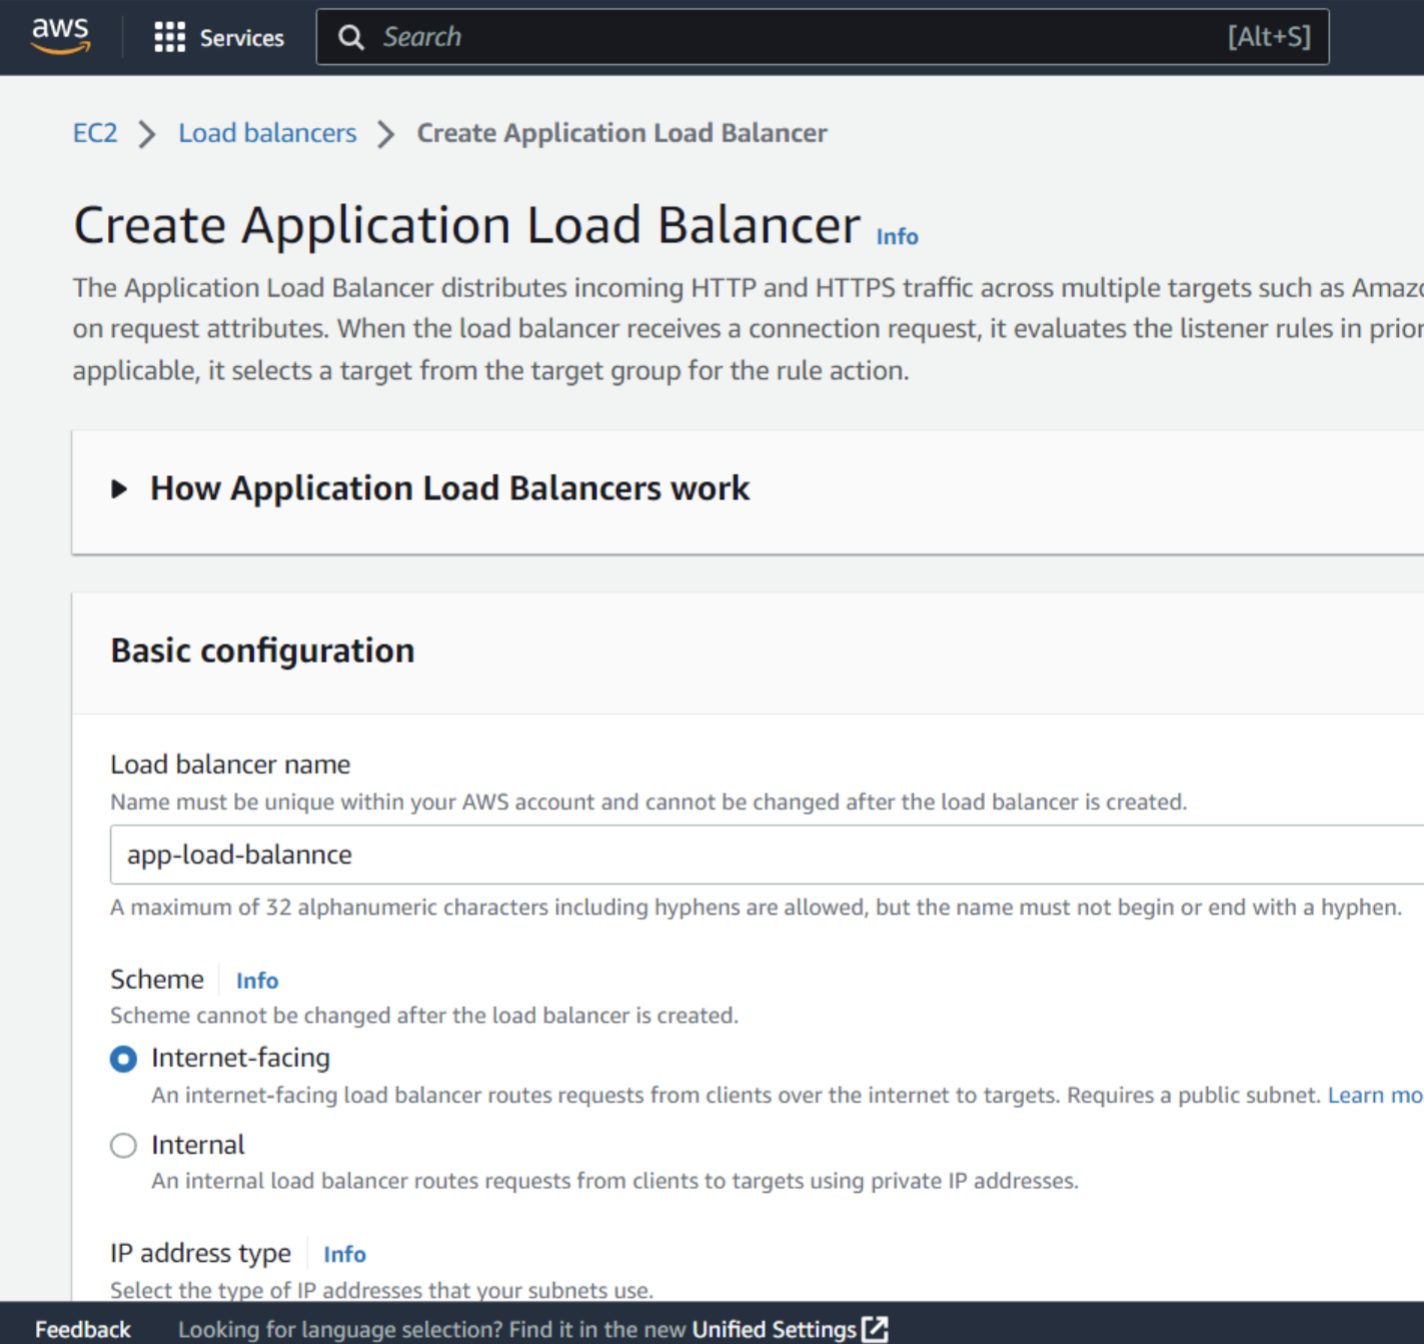 aws
Services
Search
[Alt+S]
EC2 > Load balancers > Create Application Load Balancer
Create Application Load Balancer Info
The Application Load Balancer distributes incoming HTTP and HTTPS traffic across multiple targets such as
on request attributes. When the load balancer receives a connection request, it evaluates the listener rules in
applicable, it selects a target from the target group for the rule action.
How Application Load Balancers work
Basic configuration
Load balancer name
Name must be unique within your AWS account and cannot be changed after the load balancer is created.
app-load-balannce
A maximum of 32 alphanumeric characters including hyphens are allowed, but the name must not begin or end with a hyphen.
Scheme
Info
Scheme cannot be changed after the load balancer is created.
Internet-facing
An internet-facing load balancer routes requests from clients over the internet to targets. Requires a public subnet. Learn
Internal
An internal load balancer routes requests from clients to targets using private IP addresses.
IP address type
Info
Select the type of IP addresses that your subnets use.
Feedback
Looking for language selection? Find it in the new Unified Settings